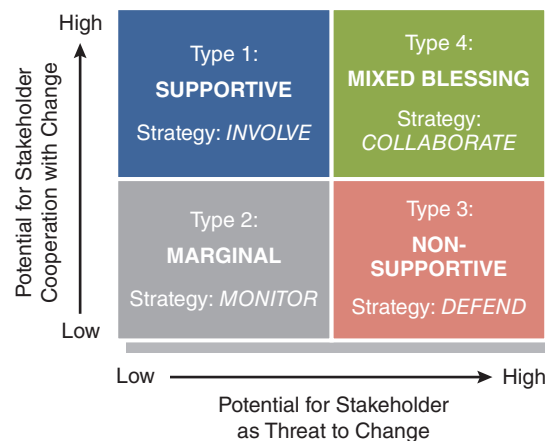 High
Potential for Stakeholder
Cooperation with Change
Low
Type 1:
SUPPORTIVE
Strategy: INVOLVE
Type 4:
MIXED BLESSING
Strategy:
COLLABORATE
Type 2:
MARGINAL
Strategy: MONITOR
Type 3:
NON-
SUPPORTIVE
Strategy: DEFEND
Low
High
Potential for Stakeholder
as Threat to Change